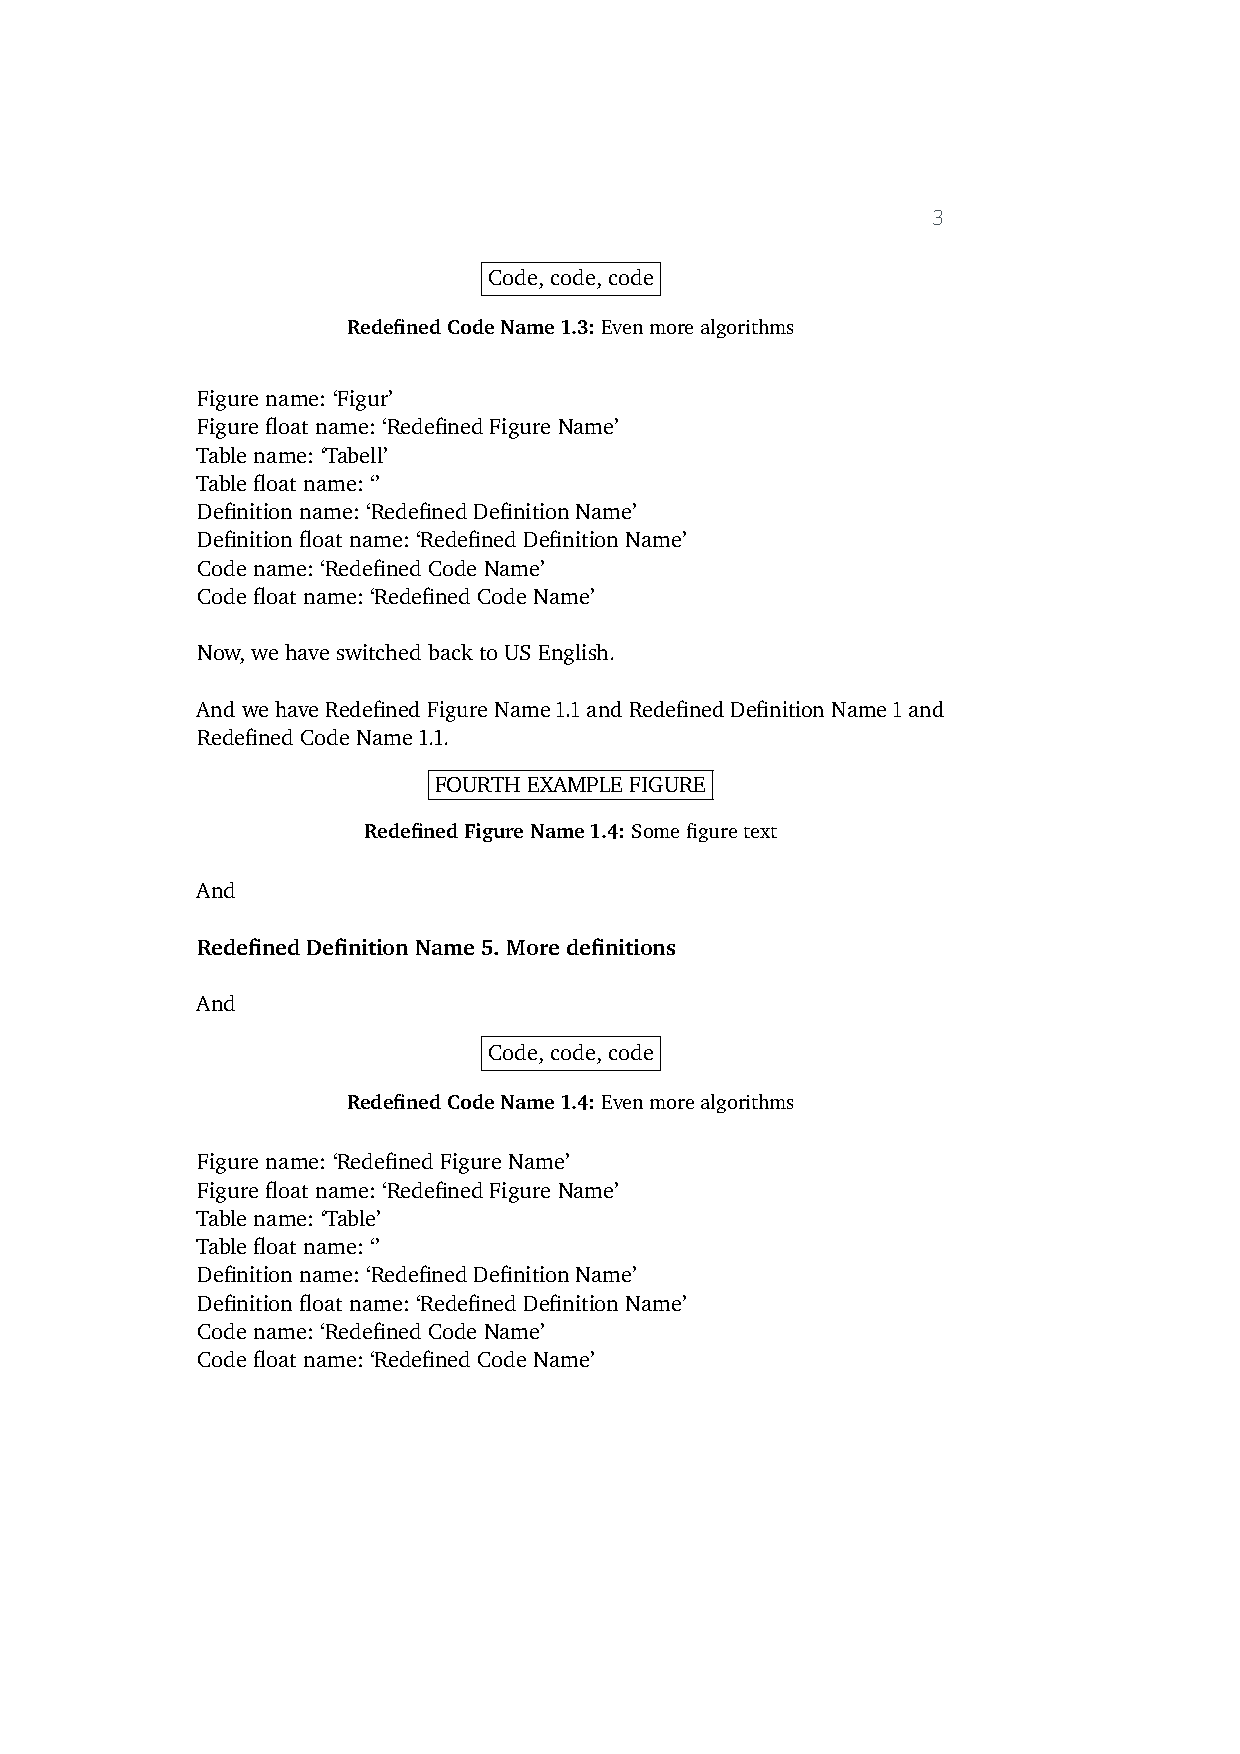 3
Code, code, code
Redefined Code Name 1.3: Even more algorithms
Figure name: ‘Figur’
Figure float name: ‘Redefined Figure Name’
Table name: ‘Tabell’
Table float name: ‘’
Definition name: ‘Redefined Definition Name’
Definition float name: ‘Redefined Definition Name’
Code name: ‘Redefined Code Name’
Code float name: ‘Redefined Code Name’
Now, we have switched back to US English.
And we have Redefined Figure Name 1.1 and Redefined Definition Name 1 and
Redefined Code Name 1.1.
FOURTH EXAMPLE FIGURE
Redefined Figure Name 1.4: Some figure text
And
Redefined Definition Name 5. More definitions
And
Code, code, code
Redefined Code Name 1.4: Even more algorithms
Figure name: ‘Redefined Figure Name’
Figure float name: ‘Redefined Figure Name’
Table name: ‘Table’
Table float name: ‘’
Definition name: ‘Redefined Definition Name’
Definition float name: ‘Redefined Definition Name’
Code name: ‘Redefined Code Name’
Code float name: ‘Redefined Code Name’